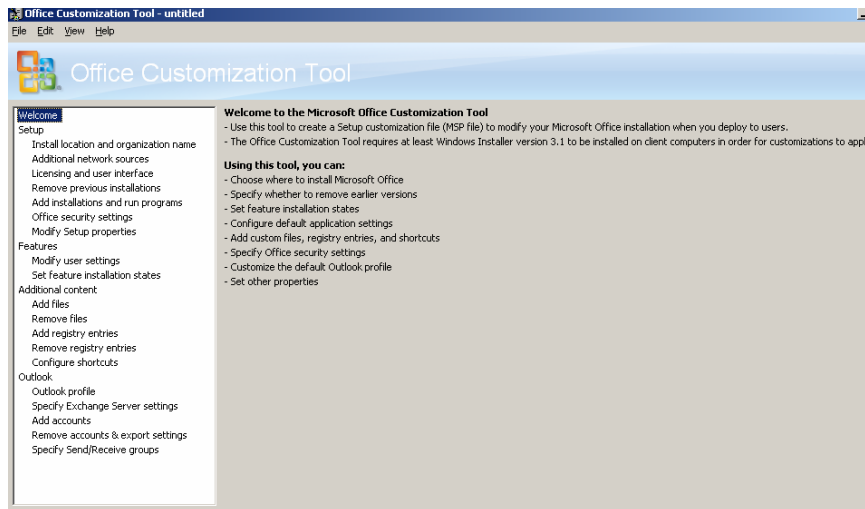 Office Customization Tool - untitled
File Edit View Help
Office Customization Tool
Welcome
Setup
Install location and organization name
Additional network sources
Licensing and user interface
Remove previous installations
Add installations and run programs
Office security settings
Modify Setup properties
Features
Modify user settings
Set feature installation states
Additional content
Add files
Remove files
Add registry entries
Remove registry entries
Configure shortcuts
Outlook
Outlook profile
Specify Exchange Server settings
Add accounts
Remove accounts & export settings
Specify Send/Receive groups
Welcome to the Microsoft Office Customization Tool
- Use this tool to create a Setup customization file (MSP file) to modify your Microsoft Office installation when you deploy to users.
- The Office Customization Tool requires at least Windows Installer version 3.1 to be installed on client computers in order for customizations to appl
Using this tool, you can:
- Choose where to install Microsoft Office
- Specify whether to remove earlier versions
- Set feature installation states
- Configure default application settings
- Add custom files, registry entries, and shortcuts
- Specify Office security settings
- Customize the default Outlook profile
- Set other properties